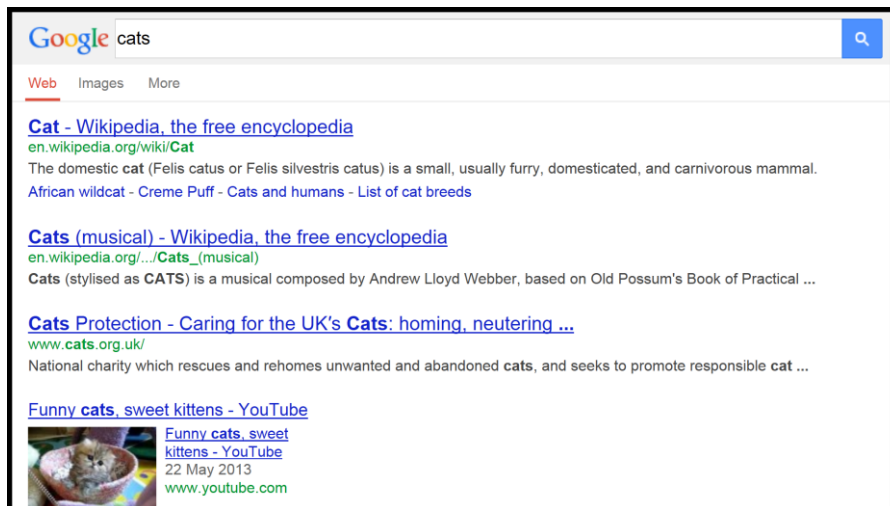 Google cats
Web Images More
Cat - Wikipedia, the free encyclopedia
en.wikipedia.org/wiki/Cat
The domestic cat (Felis catus or Felis silvestris catus) is a small, usually furry, domesticated, and carnivorous mammal.
African wildcat - Creme Puff - Cats and humans - List of cat breeds
Cats (musical) - Wikipedia, the free encyclopedia
en.wikipedia.org/.../Cats_(musical)
Cats (stylised as CATS) is a musical composed by Andrew Lloyd Webber, based on Old Possum's Book of Practical ...
Cats Protection - Caring for the UK's Cats: homing, neutering ...
www.cats.org.uk/
National charity which rescues and rehomes unwanted and abandoned cats, and seeks to promote responsible cat ...
Funny cats, sweet kittens - YouTube
Funny cats, sweet
kittens - YouTube
22 May 2013
www.youtube.com